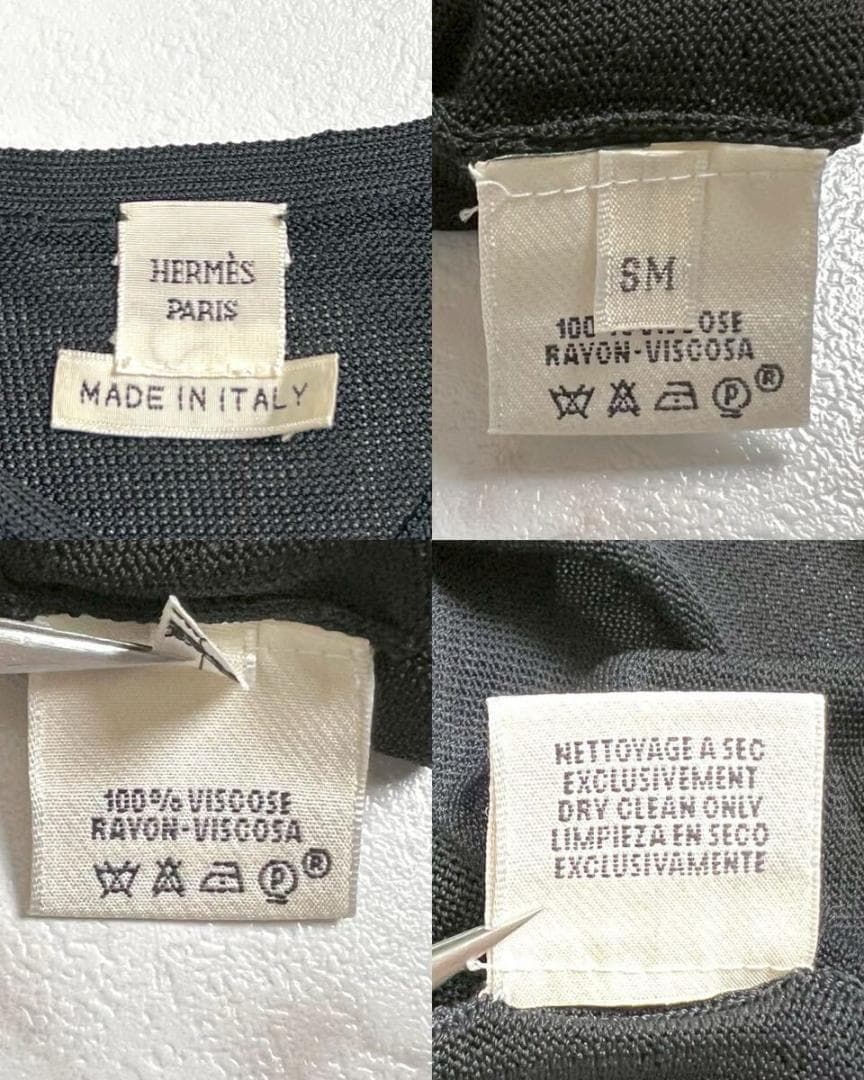 HERMÈS
PARIS
MADE IN ITALY
SM
100
OSE
RAYON-VISCOSA
P
®
100% VISCOSE
RAYON-VISCOSA
P
®
NETTOYAGE A SEC
EXCLUSIVEMENT
DRY CLEAN ONLY
LIMPIEZA EN SECO
EXCLUSIVAMENTE